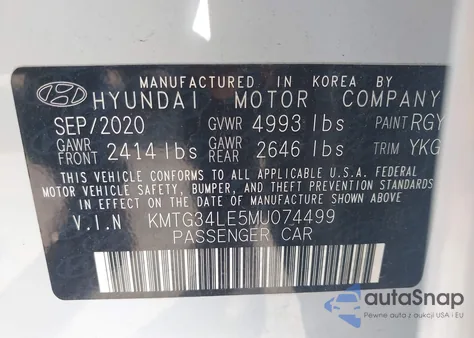 MANUFACTURED IN KOREA BY
HYUNDAI MOTOR COMPANY
SEP/2020 GVWR 4993 lbs PAINT RGY
GAWR FRONT 2414 lbs GAWR REAR 2646 lbs TRIM YKG
THIS VEHICLE CONFORMS TO ALL APPLICABLE U.S.A. FEDERAL
MOTOR VEHICLE SAFETY, BUMPER, AND THEFT PREVENTION STANDARDS
IN EFFECT ON THE DATE OF MANUFACTURE SHOWN ABOVE.
V.I.N KMTG34LE5MU074499
PASSENGER CAR
autoSnap
Pewne auta z aukcji USA i EU